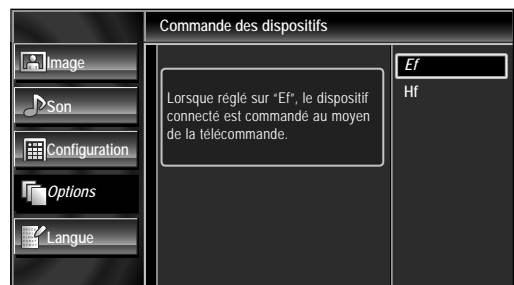 Commande des dispositifs
Image
Son
Configuration
Options
Langue
Lorsque réglé sur "Ef", le dispositif
connecté est commandé au moyen
de la télécommande.
Ef
Hf